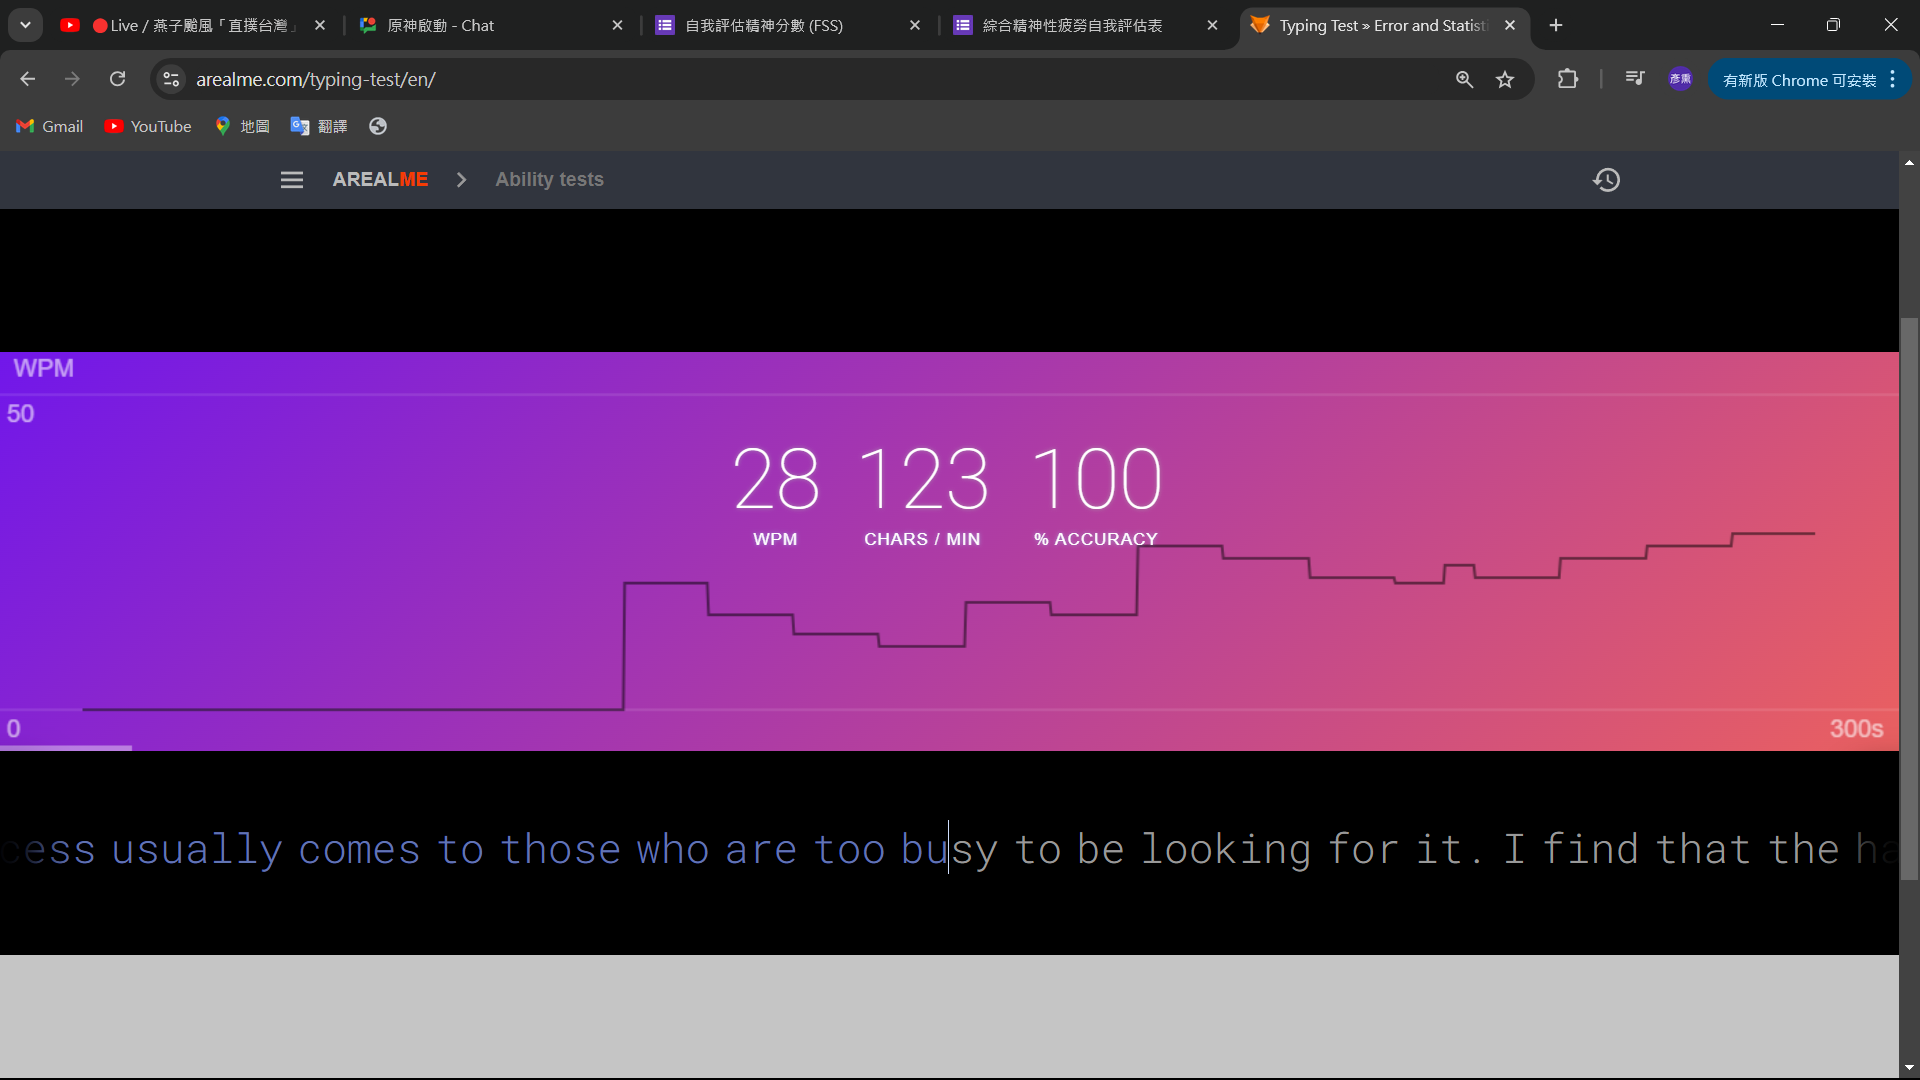 Live / 燕子颱風「直撲台灣」
原神啟動 - Chat
自我評估精神分數 (FSS)
綜合精神性疲勞自我評估表
Typing Test » Error and Statisti
arealme.com/typing-test/en/
彥熏
有新版 Chrome 可安裝
Gmail
YouTube
地圖
翻譯
AREALME
Ability tests
WPM
50
28 123 100
WPM CHARS / MIN % ACCURACY
0
300s
cess usually comes to those who are too busy to be looking for it. I find that the ha